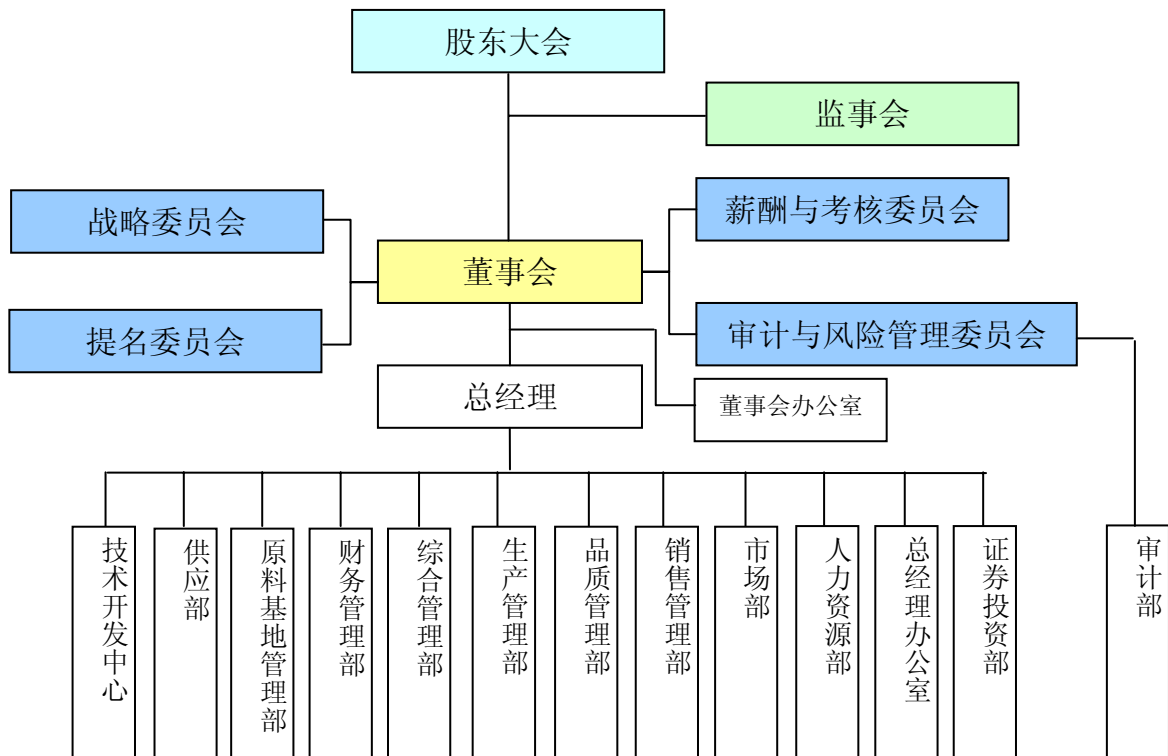 股东大会
监事会
战略委员会
薪酬与考核委员会
董事会
提名委员会
审计与风险管理委员会
总经理
董事会办公室
技术开发中心
供应部
原料基地管理部
财务管理部
综合管理部
生产管理部
品质管理部
销售管理部
市场部
人力资源部
总经理办公室
证券投资部
审计部